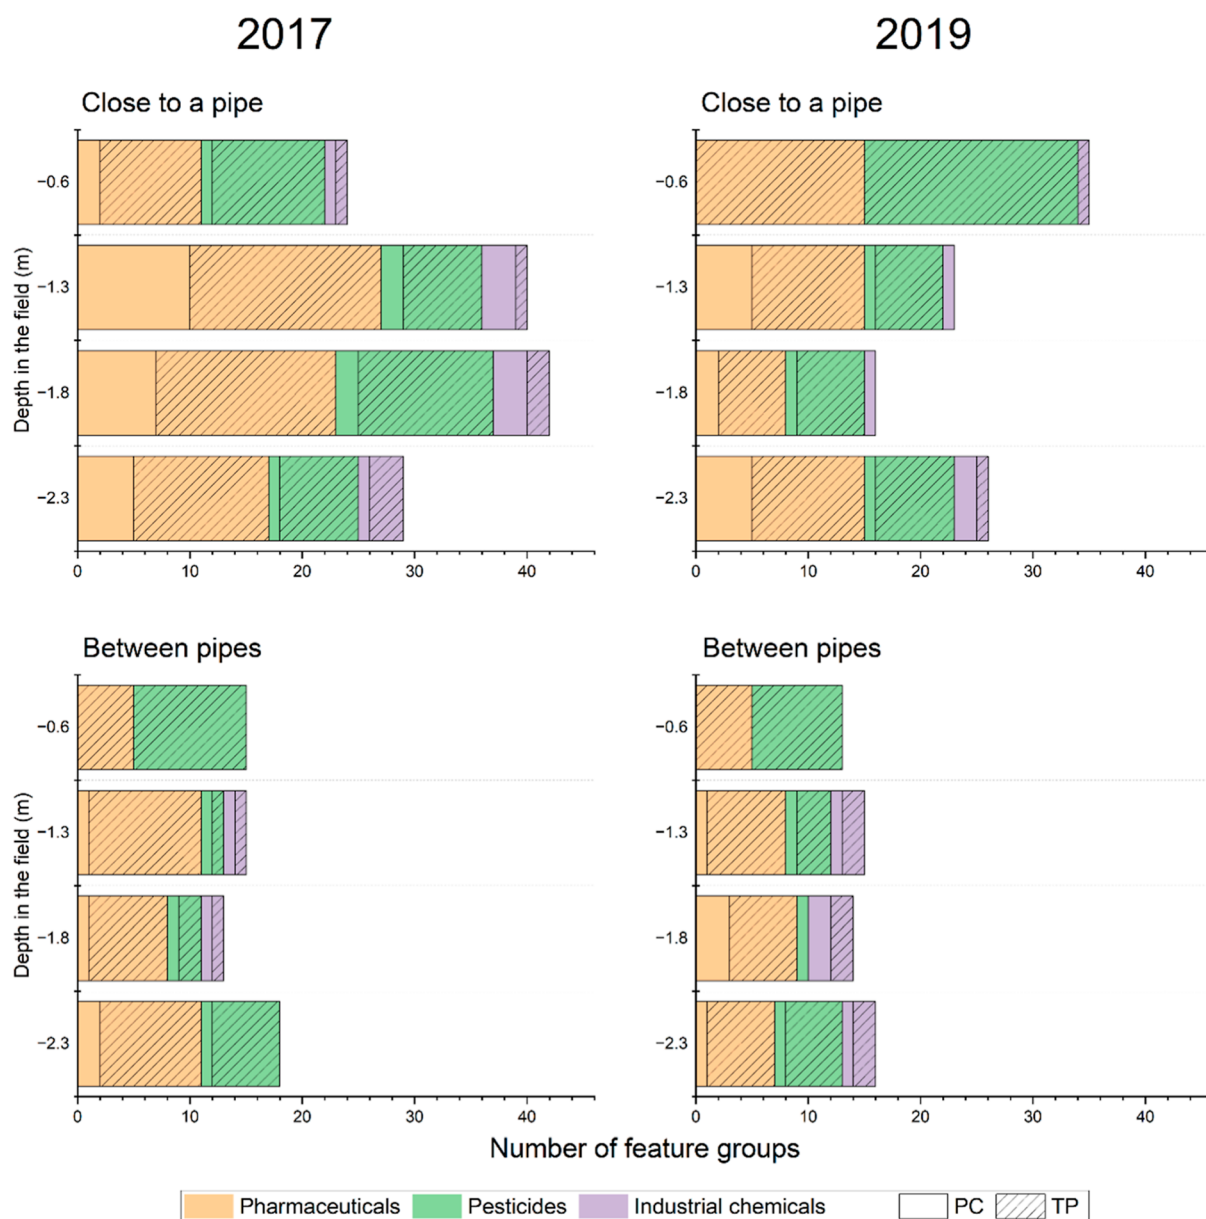 2017
2019
Close to a pipe
Close to a pipe
Depth in the field (m)
−0.6
−1.3
−1.8
−2.3
0 10 20 30 40
−0.6
−1.3
−1.8
−2.3
0 10 20 30 40
Between pipes
Between pipes
Depth in the field (m)
−0.6
−1.3
−1.8
−2.3
0 10 20 30 40
−0.6
−1.3
−1.8
−2.3
0 10 20 30 40
Number of feature groups
Pharmaceuticals Pesticides Industrial chemicals PC TP